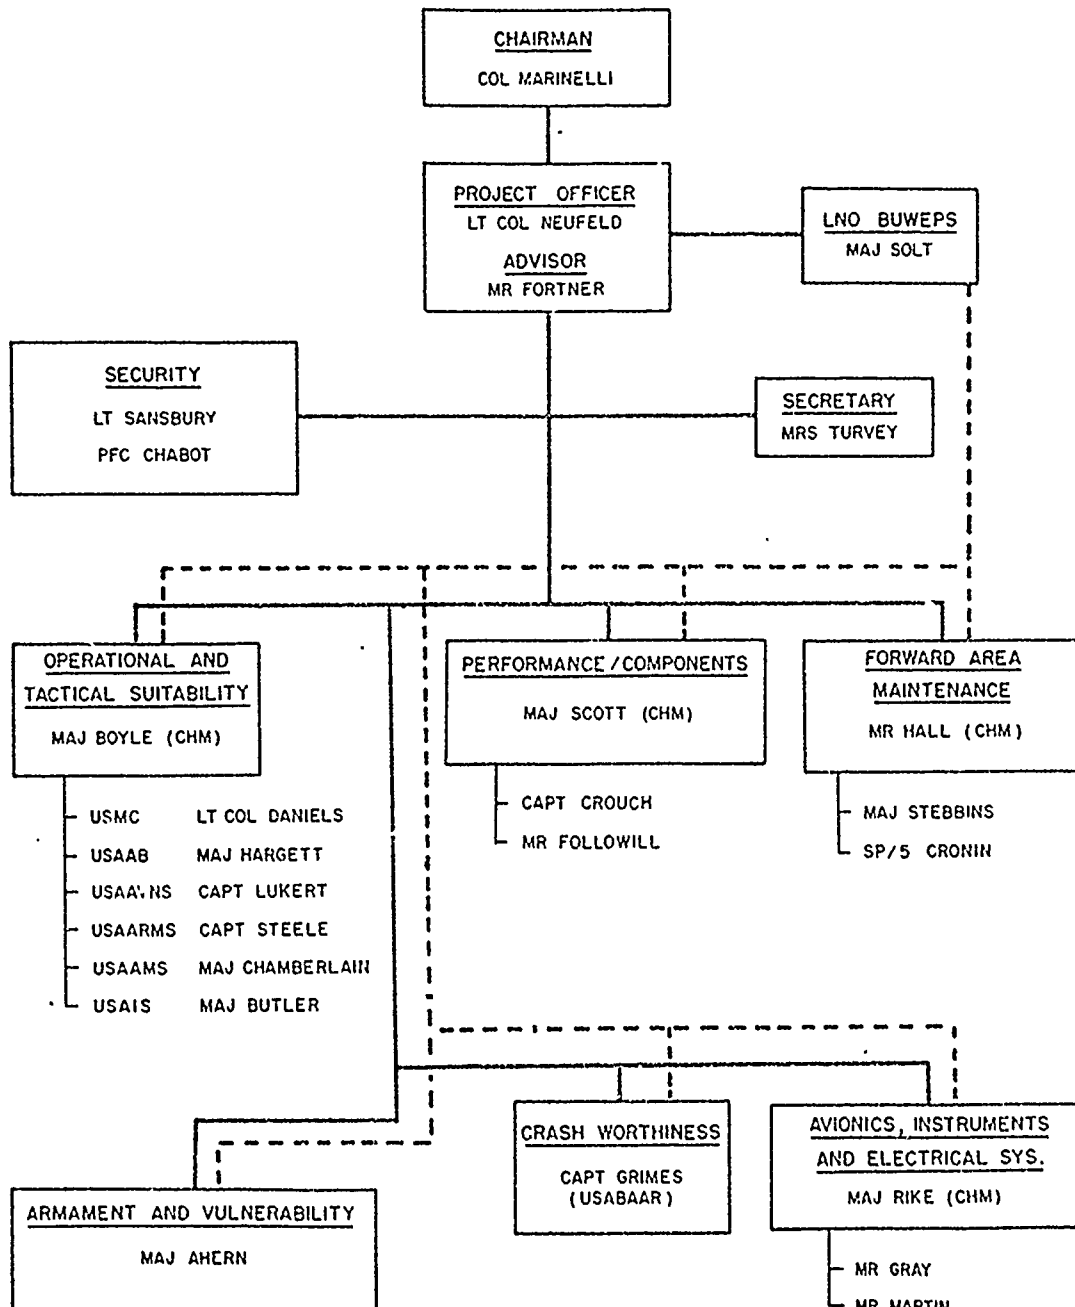 CHAIRMAN
COL MARINELLI
PROJECT OFFICER
LT COL NEUFELD
ADVISOR
MR FORTNER
LNO BUWEPS
MAJ SOLT
SECURITY
LT SANSBURY
PFC CHABOT
SECRETARY
MRS TURVEY
OPERATIONAL AND
TACTICAL SUITABILITY
MAJ BOYLE (CHM)
USMC LT COL DANIELS
USAAB MAJ HARGETT
CAPT LUKERT
USAARMS CAPT STEELE
USAAMS MAJ CHAMBERLAIN
USAIS MAJ BUTLER
PERFORMANCE/COMPONENTS
MAJ SCOTT (CHM)
CAPT CROUCH
MR FOLLOWILL
FORWARD AREA
MAINTENANCE
MR HALL (CHM)
MAJ STEBBINS
SP/5 CRONIN
ARMAMENT AND VULNERABILITY
MAJ AHERN
CRASH WORTHINESS
CAPT GRIMES
(USABAAR)
AVIONICS, INSTRUMENTS
AND ELECTRICAL SYS.
MAJ RIKE (CHM)
MR GRAY
MR MARTIN